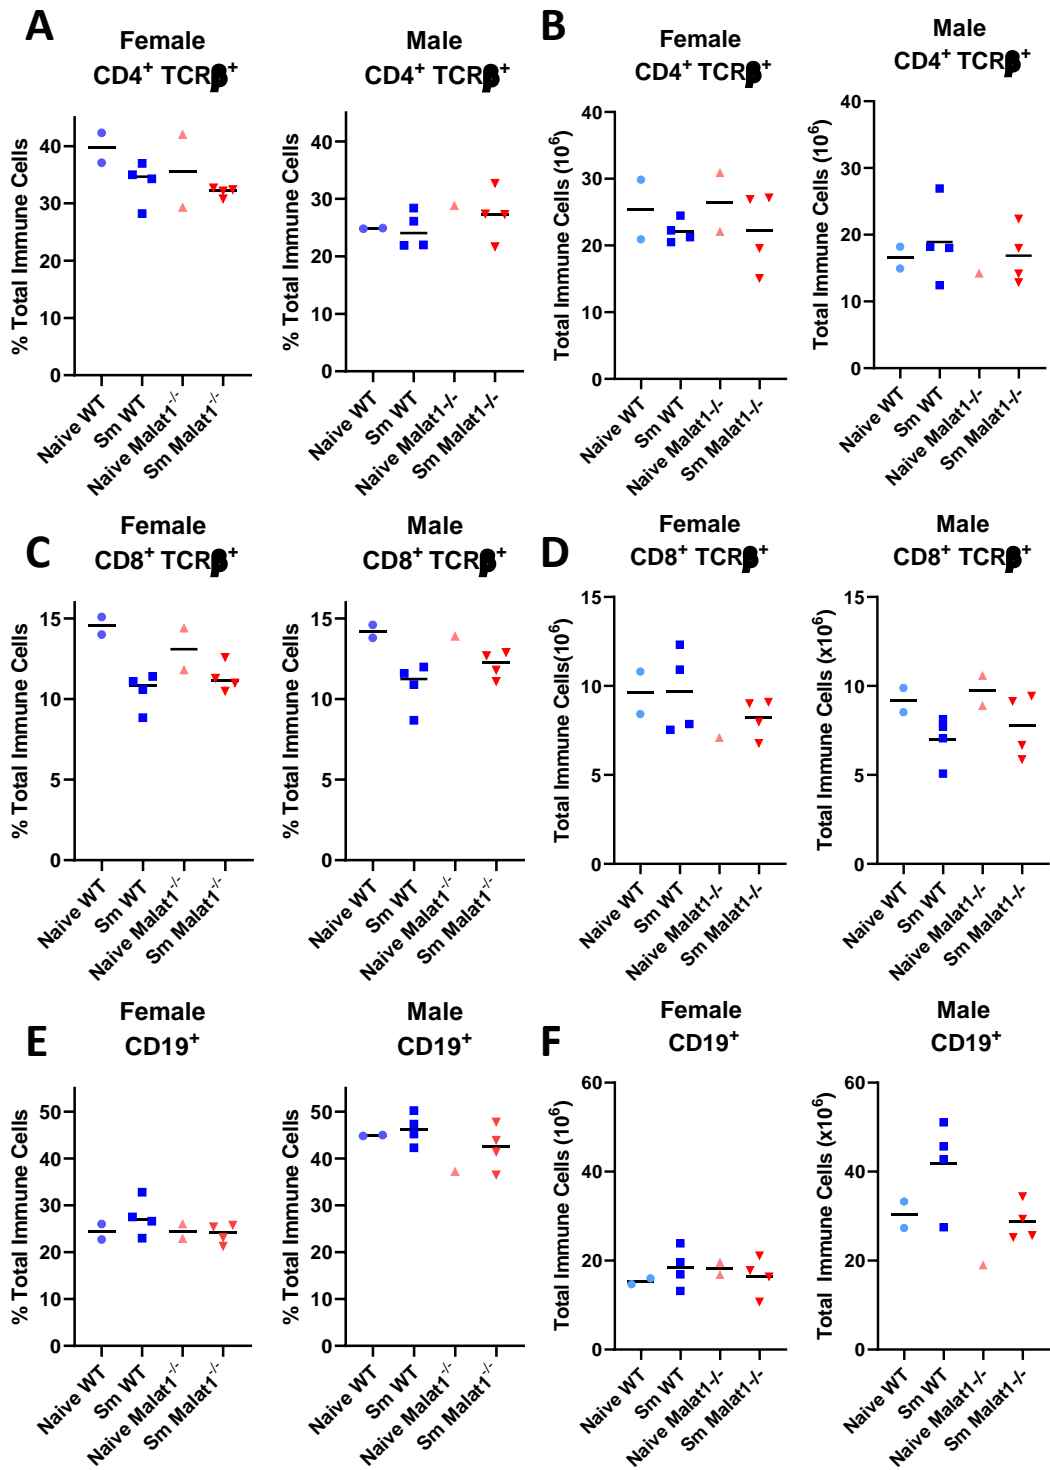 A
Female
CD4+ TCRβ+
% Total Immune Cells
40
30
20
10
0
Naive WT
Sm WT
Naive Malat1-/-
Sm Malat1-/-
Male
CD4+ TCRβ+
% Total Immune Cells
40
30
20
10
0
Naive WT
Sm WT
Naive Malat1-/-
Sm Malat1-/-
B
Female
CD4+ TCRβ+
Total Immune Cells (10^6)
40
30
20
10
0
Naive WT
Sm WT
Naive Malat1-/-
Sm Malat1-/-
Male
CD4+ TCRβ+
Total Immune Cells (10^6)
40
30
20
10
0
Naive WT
Sm WT
Naive Malat1-/-
Sm Malat1-/-
C
Female
CD8+ TCRβ+
% Total Immune Cells
15
10
5
0
Naive WT
Sm WT
Naive Malat1-/-
Sm Malat1-/-
Male
CD8+ TCRβ+
% Total Immune Cells
15
10
5
0
Naive WT
Sm WT
Naive Malat1-/-
Sm Malat1-/-
D
Female
CD8+ TCRβ+
Total Immune Cells(10^6)
15
10
5
0
Naive WT
Sm WT
Naive Malat1-/-
Sm Malat1-/-
Male
CD8+ TCRβ+
Total Immune Cells (x10^6)
15
10
5
0
Naive WT
Sm WT
Naive Malat1-/-
Sm Malat1-/-
E
Female
CD19+
% Total Immune Cells
50
40
30
20
10
0
Naive WT
Sm WT
Naive Malat1-/-
Sm Malat1-/-
Male
CD19+
% Total Immune Cells
50
40
30
20
10
0
Naive WT
Sm WT
Naive Malat1-/-
Sm Malat1-/-
F
Female
CD19+
Total Immune Cells (10^6)
60
40
20
0
Naive WT
Sm WT
Naive Malat1-/-
Sm Malat1-/-
Male
CD19+
Total Immune Cells (x10^6)
60
40
20
0
Naive WT
Sm WT
Naive Malat1-/-
Sm Malat1-/-